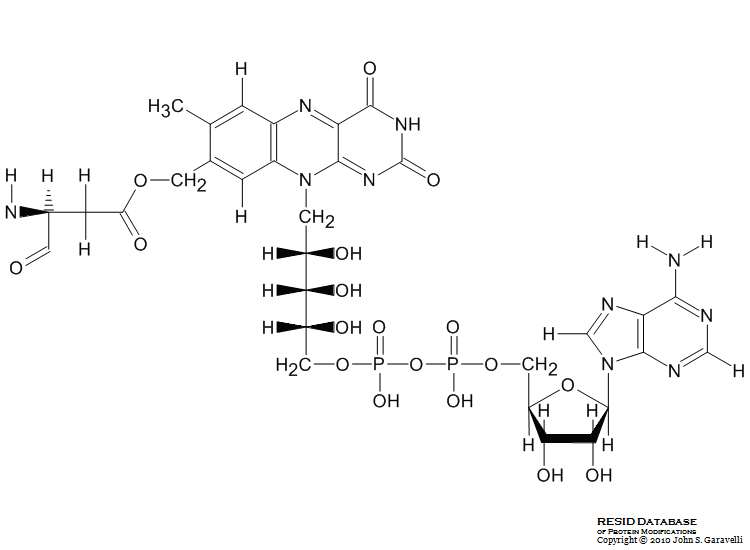 H O
H₃C N
NH
H H O CH₂ N O
H N
N H O CH₂
O H H OH
H OH H H
N
H OH O O N N
H₂C O P O P O CH₂ H N N H
OH OH O
H H
H H
OH OH
RESID DATABASE
OF PROTEIN MODIFICATIONS
Copyright © 2010 John S. Garavelli